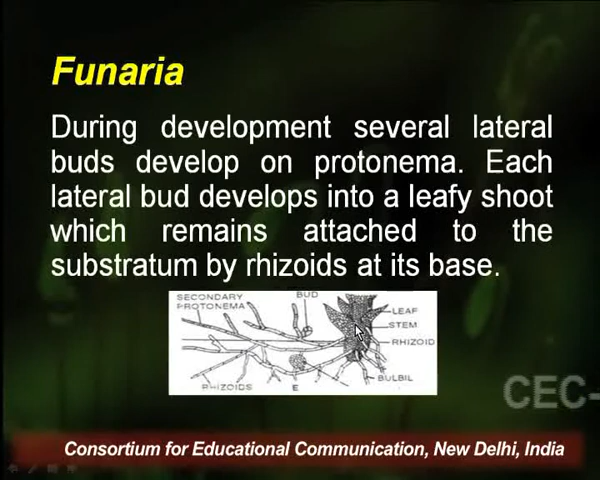 Funaria
During development several lateral
buds develop on protonema. Each
lateral bud develops into a leafy shoot
which remains attached to the
substratum by rhizoids at its base.
SECONDARY
PROTONEMA
BUD
LEAF
STEM
RHIZOID
BULBIL
RHIZOIDS
E
CEC-
Consortium for Educational Communication, New Delhi, India